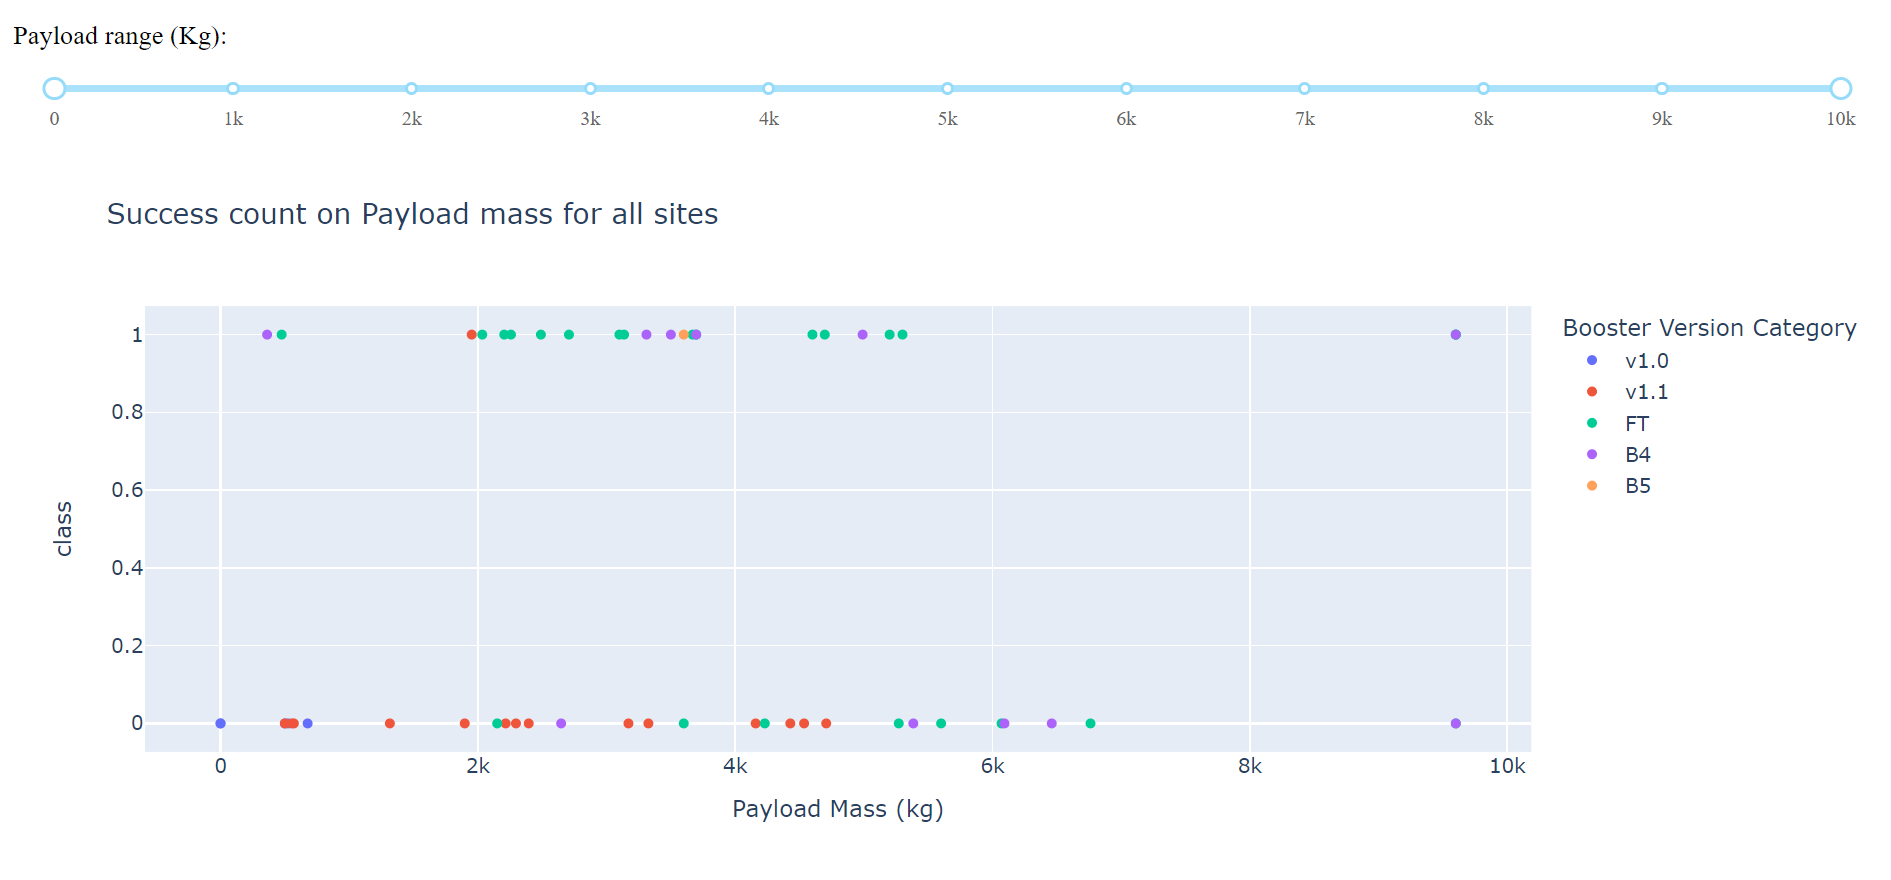 Payload range (Kg):
0 1k 2k 3k 4k 5k 6k 7k 8k 9k 10k
Success count on Payload mass for all sites
Booster Version Category
v1.0
v1.1
FT
B4
B5
class
1
0.8
0.6
0.4
0.2
0
0 2k 4k 6k 8k 10k
Payload Mass (kg)